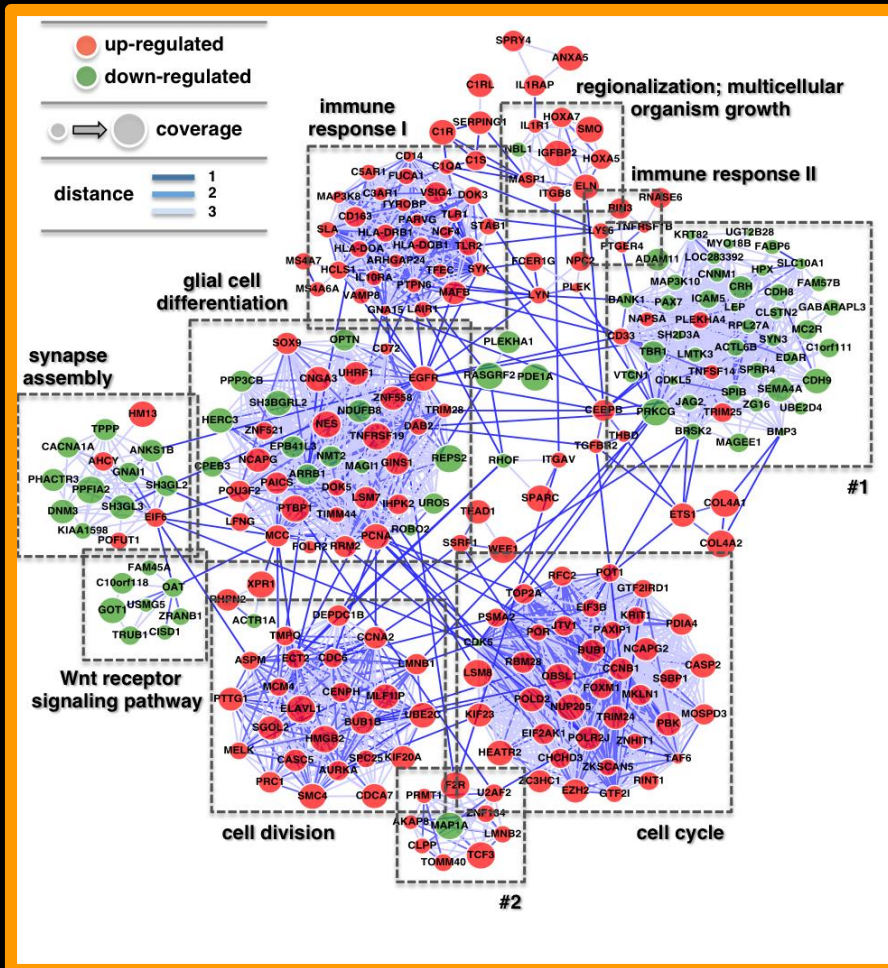 up-regulated
down-regulated
coverage
distance
1
2
3
immune
response I
regionalization; multicellular
organism growth
immune response II
glial cell
differentiation
synapse
assembly
Wnt receptor
signaling pathway
cell division
cell cycle
#1
#2
SPRY4
ANXA5
C1RL
IL1RAP
SERPING1
C1R
IL1R1
HOXA7
SMO
NBL1
IGFBP2
HOXA5
C1QA
C1S
MASP1
ITGB8
ELN
RNASE6
RIN3
TNFRSF1B
LY96
PTGER4
CD14
C5AR1
FUCA1
MAP3K8
C3AR1
VSIG4
DOK3
TYROBP
CD163
PARVG
TLR1
STAB1
SLA
HLA-DRB1
NCF4
HLA-DOA
HLA-DQB1
TLR2
MS4A7
HCLS1
ARHGAP24
IL10RA
TFEC
SYK
MS4A6A
VAMP8
PTPN6
MAFB
GNA15
LAIR1
FCER1G
NPC2
LYN
PLEK
KRT82
UGT2B28
MYO18B
FABP6
ADAM11
LOC283392
SLC10A1
CNNM1
HPX
MAP3K10
CRH
CDH8
FAM57B
BANK1
PAX7
ICAM5
LEP
CLSTN2
GABARAPL3
NAPSA
PLEKHA4
RPL27A
MC2R
CD33
SH2D3A
SYN3
C1orf111
TBR1
ACTL6B
EDAR
LMTK3
VTCN1
TNFSF14
SPRR4
CDH9
CDKL5
SEMA4A
SPIB
JAG2
ZG16
UBE2D4
PRKCG
TRIM25
BRSK2
BMP3
MAGEE1
CEEPB
THBD
TGFBR2
SOX9
OPTN
CD72
PLEKHA1
PPP3CB
CNGA3
UHRF1
EGFR
RASGRF2
PDE1A
SH3BGRL2
ZNF558
NDUFB8
TRIM28
HERC3
NES
ZNF521
TNFRSF19
DAB2
EPB41L3
NMT2
CPEB3
NCAPG
MAGI1
GINS1
REPS2
ARRB1
RHOF
ITGAV
PAICS
DOK5
POU3F2
LSM7
IHPK2
UROS
SPARC
PTBP1
TIMM44
LFNG
ROBO2
MCC
PCNA
FOLR2
RRM2
HM13
TPPP
CACNA1A
ANKS1B
AHCY
GNAI1
PHACTR3
PPFIA2
SH3GL2
DNM3
SH3GL3
EIF6
KIAA1598
POFUT1
FAM45A
C10orf118
OAT
GOT1
USMG5
ZRANB1
TRUB1
CISD1
XPR1
RHPN2
ACTR1A
TEAD1
SSRP1
WEE1
ETS1
COL4A1
COL4A2
DEPDC1B
TMPO
CCNA2
ASPM
ECT2
CDC6
LMNB1
MCM4
CENPH
PTTG1
ELAVL1
MLF1IP
SGOL2
BUB1B
UBE2C
HMGB2
MELK
CASC5
SPC25
KIF20A
AURKA
PRC1
SMC4
CDCA7
RFC2
POT1
TOP2A
GTF2IRD1
PSMA2
EIF3B
KRIT1
JTV1
PDIA4
CDK5
POR
PAXIP1
BUB1
NCAPG2
LSM8
RBM28
CCNB1
CASP2
OBSL1
SSBP1
FOXM1
MKLN1
POLD2
KIF23
NUP205
TRIM24
PBK
MOSPD3
EIF2AK1
POLR2J
ZNHIT1
HEATR2
CHCHD3
TAF6
ZKSCAN5
ZC3HC1
RINT1
EZH2
GTF2I
F2R
PRMT1
U2AF2
ZNF134
AKAP8
MAP1A
LMNB2
CLPP
TCF3
TOMM40